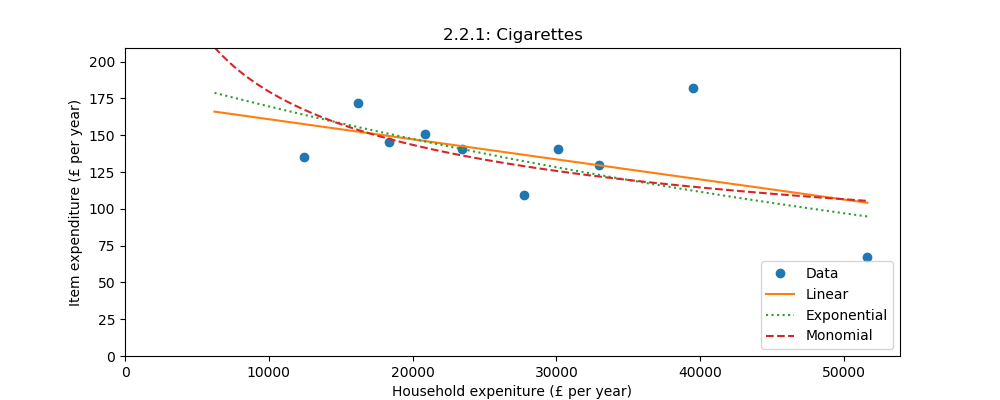 2.2.1: Cigarettes
Item expenditure (£ per year)
200
175
150
125
100
75
50
25
0
0 10000 20000 30000 40000 50000
Household expeniture (£ per year)
Data
Linear
Exponential
Monomial